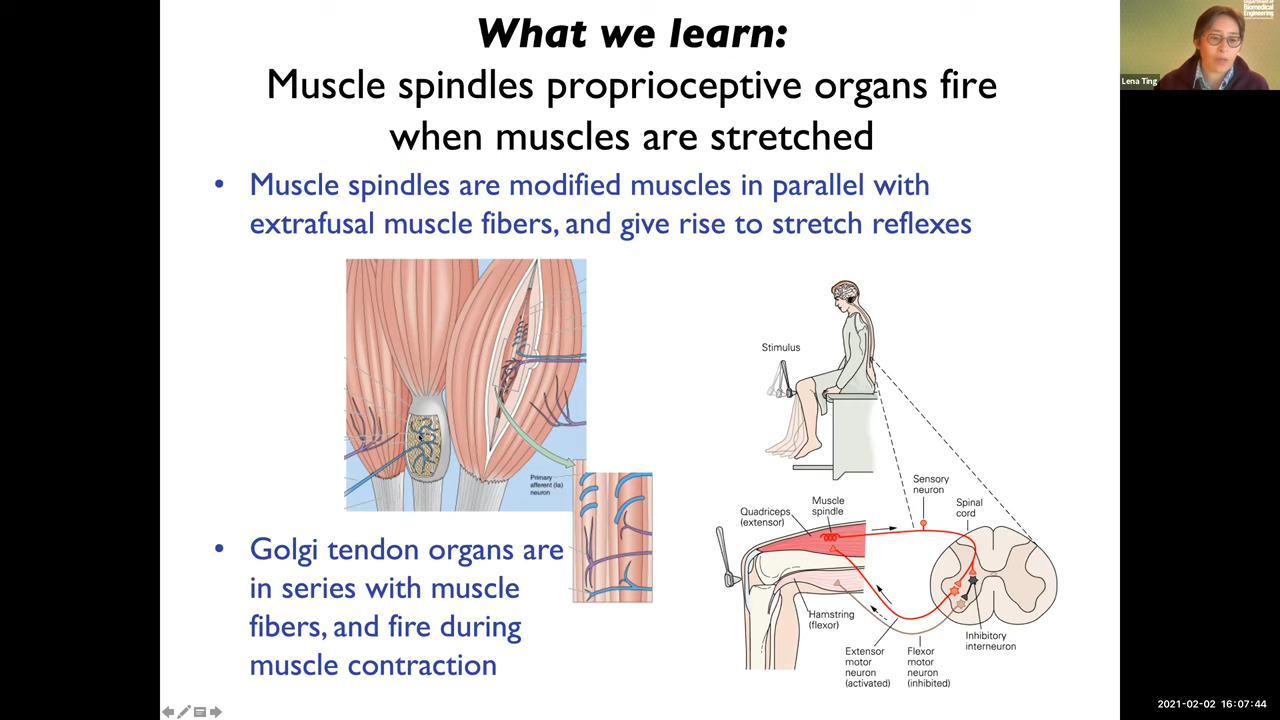 What we learn:
Muscle spindles proprioceptive organs fire
when muscles are stretched
• Muscle spindles are modified muscles in parallel with
extrafusal muscle fibers, and give rise to stretch reflexes
Primary
afferent (Ia)
neuron
• Golgi tendon organs are
in series with muscle
fibers, and fire during
muscle contraction
Stimulus
Sensory
neuron
Muscle
spindle
Spinal
cord
Quadriceps
(extensor)
Hamstring
(flexor)
Inhibitory
interneuron
Extensor
motor
neuron
(activated)
Flexor
motor
neuron
(inhibited)
Biomedical
Engineering
Lena Ting
2021-02-02 16:07:44